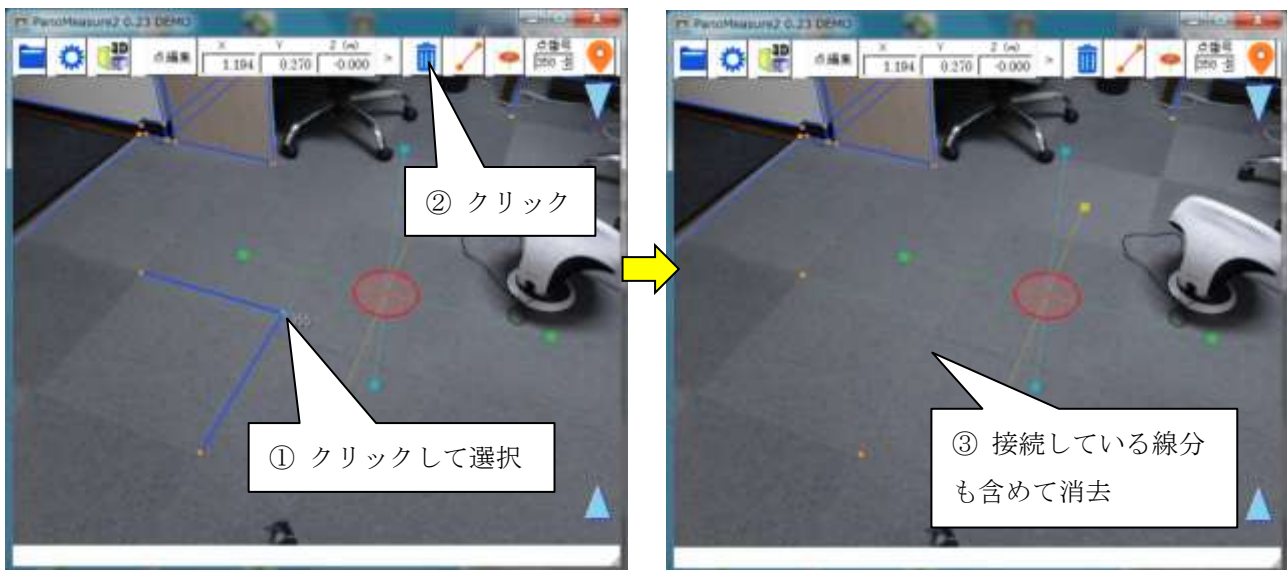 PanoMeasure2 0.23 DEMO
3D
点編集
X Y Z (m)
1.194 0.270 -0.000 >
点番号
② クリック
① クリックして選択
PanoMeasure2 0.23 DEMO
3D
点編集
X Y Z (m)
1.194 0.270 -0.000 >
点番号
③ 接続している線分
も含めて消去